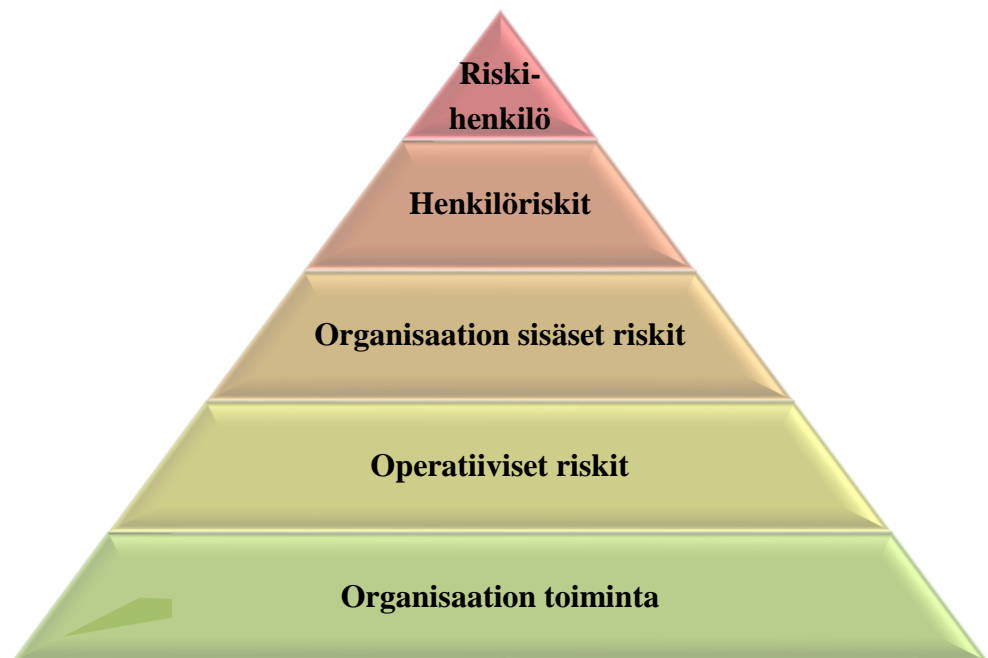 Riski-
henkilö
Henkilöriskit
Organisaation sisäset riskit
Operatiiviset riskit
Organisaation toiminta